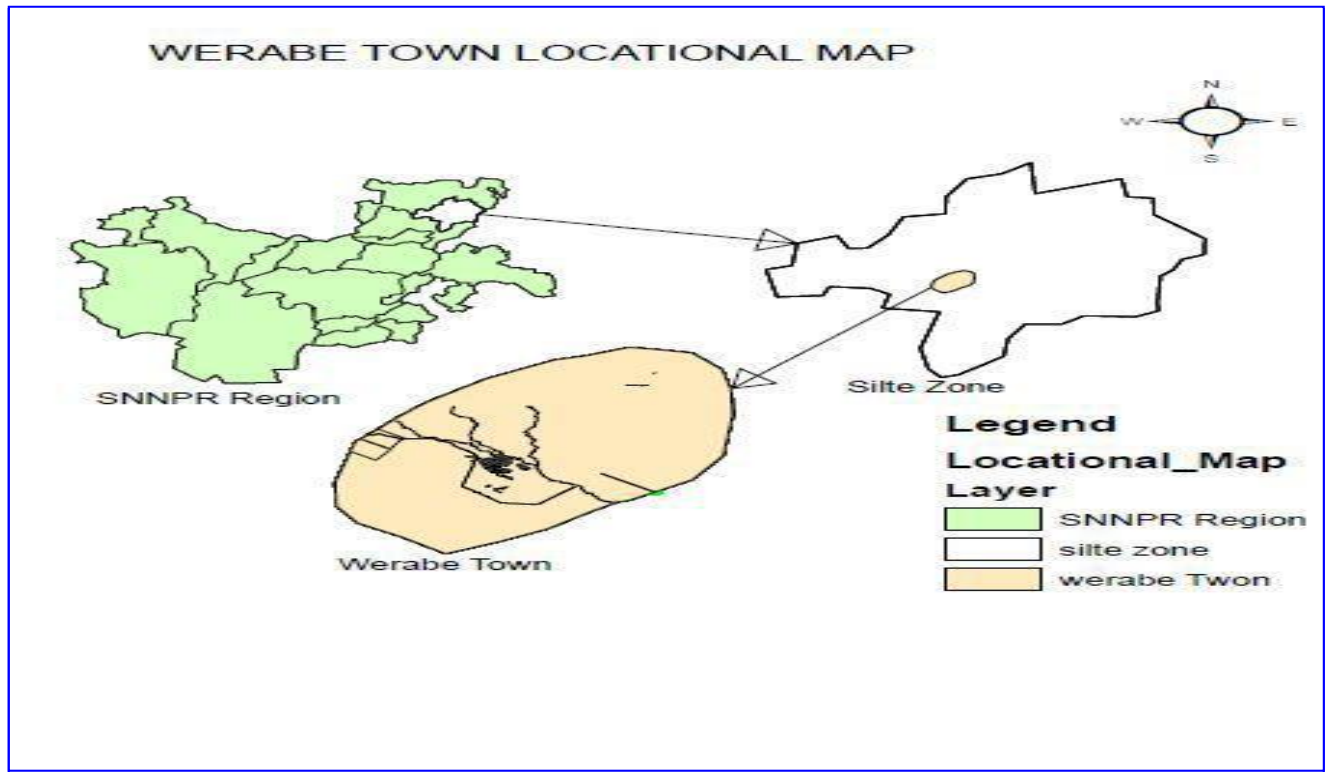 WERABE TOWN LOCATIONAL MAP
N
W E
S
SNNPR Region
Silte Zone
Werabe Town
Legend
Locational_Map
Layer
SNNPR Region
silte zone
werabe Twon